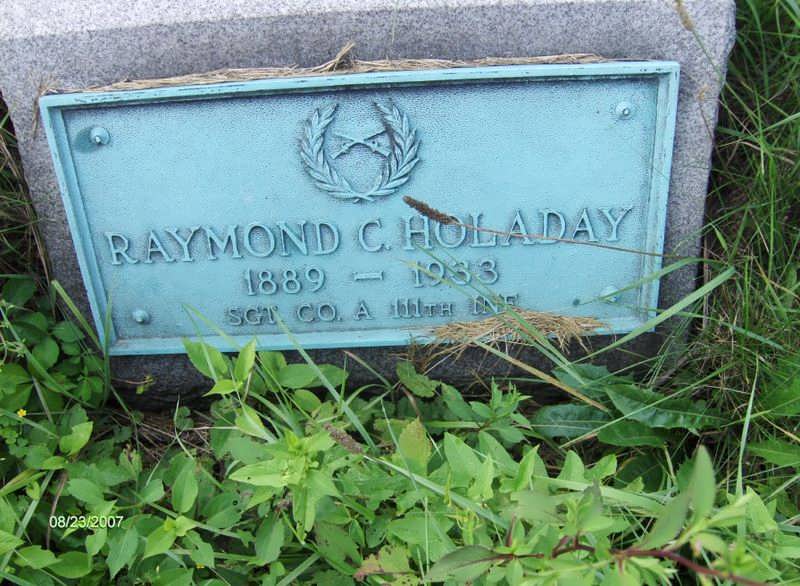 RAYMOND C. HOLADAY
1889 – 1933
SGT. CO. A 111TH INF
08/23/2007